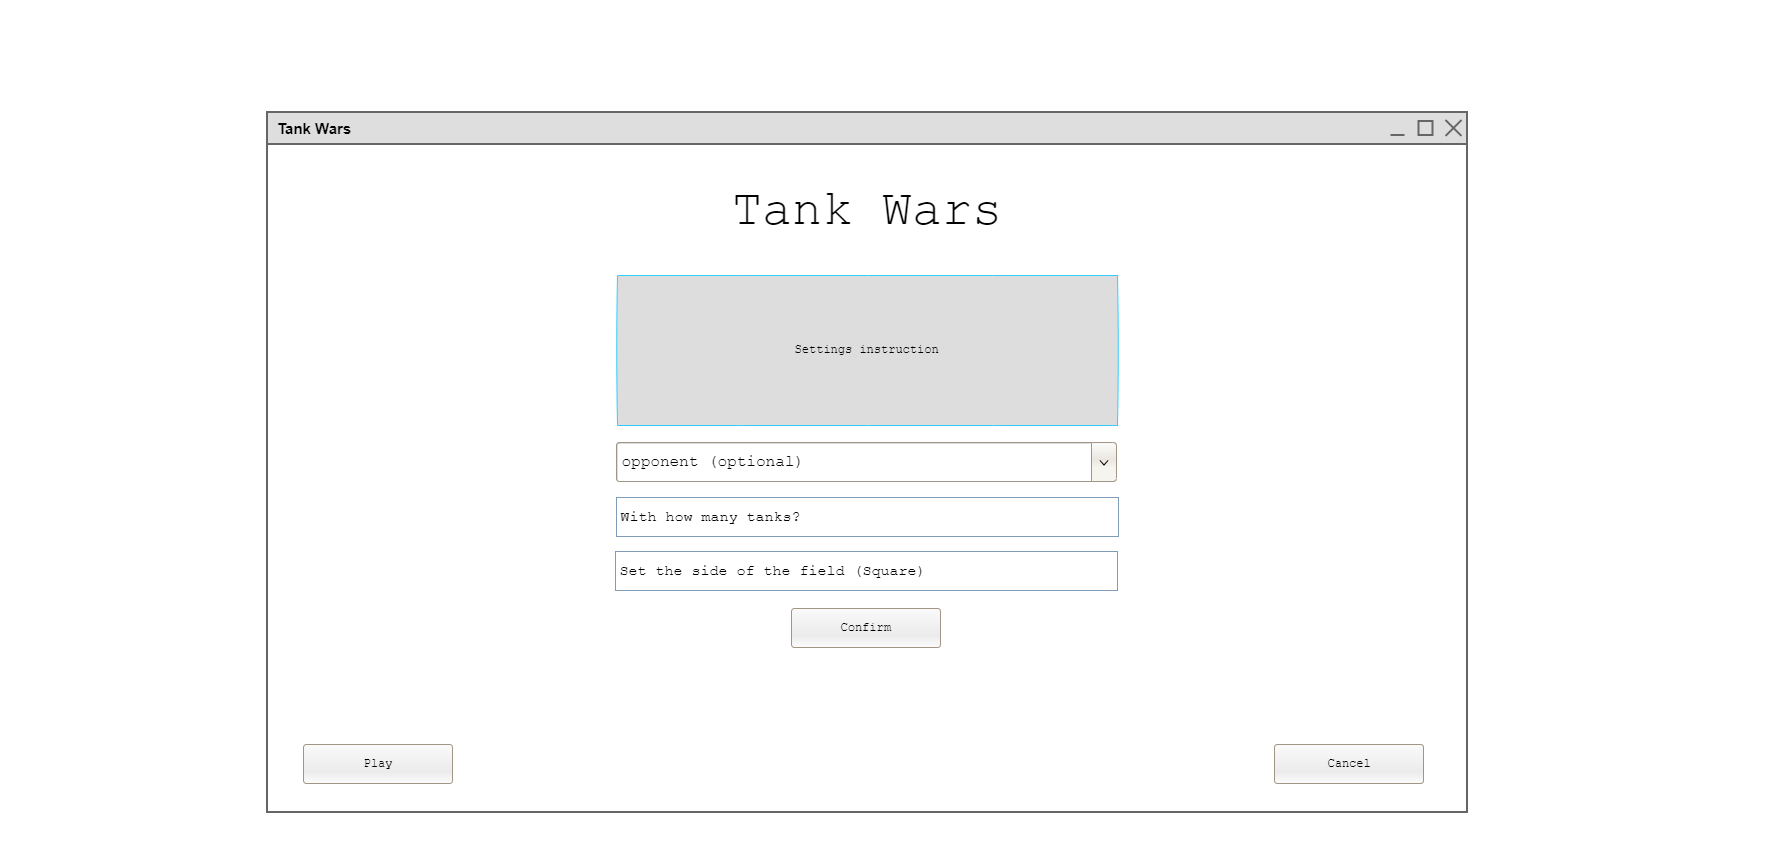 Tank Wars
Tank Wars
Settings instruction
opponent (optional)
With how many tanks?
Set the side of the field (Square)
Confirm
Play
Cancel